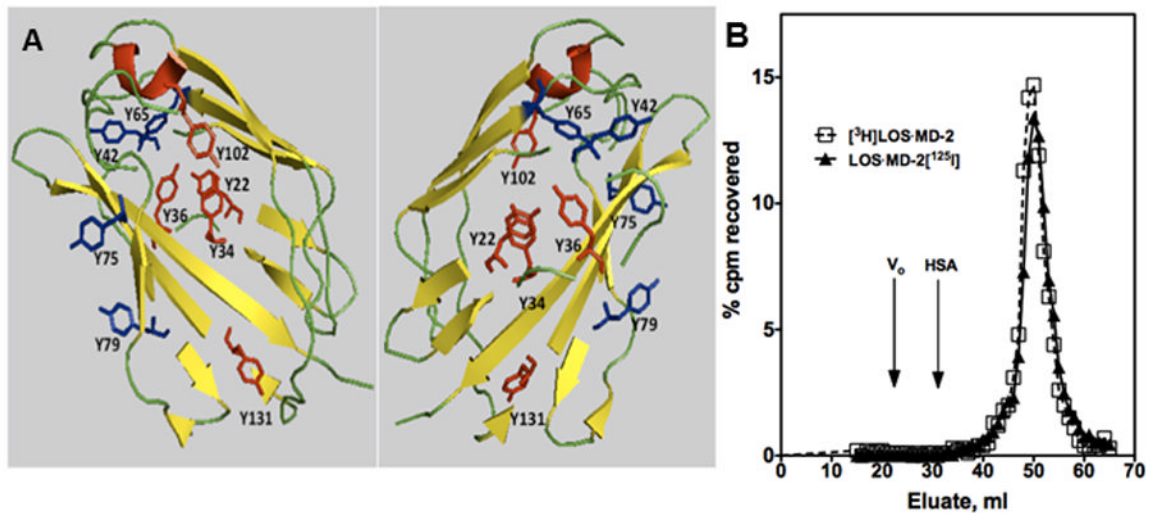 A
Y65
Y42
Y102
Y22
Y36
Y34
Y75
Y79
Y131
Y65
Y42
Y102
Y75
Y22
Y36
Y34
Y79
Y131
B
% cpm recovered
15
10
5
0
[³H]LOS·MD-2
LOS·MD-2[¹²⁵I]
Vₒ
HSA
0 10 20 30 40 50 60 70
Eluate, ml